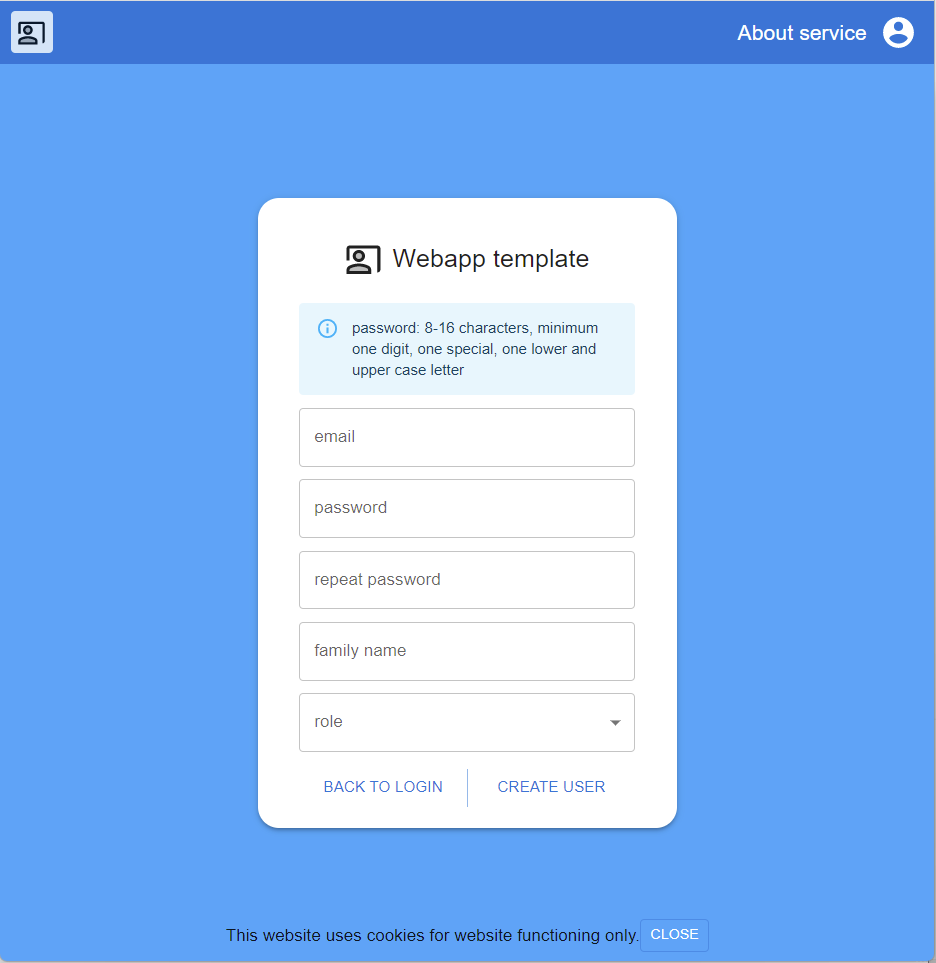 About service
Webapp template
password: 8-16 characters, minimum
one digit, one special, one lower and
upper case letter
email
password
repeat password
family name
role
BACK TO LOGIN
CREATE USER
This website uses cookies for website functioning only.
CLOSE